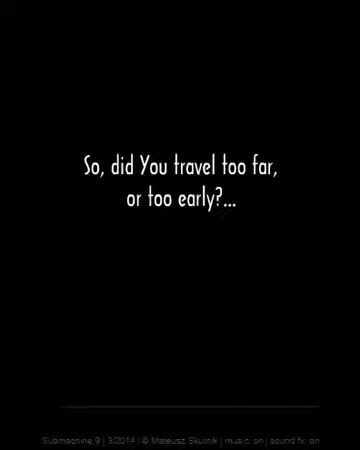 So, did You travel too far,
or too early?...
Submachine 9 | 3/2014 | © Mateusz Skutnik | music: on | sound fx: on